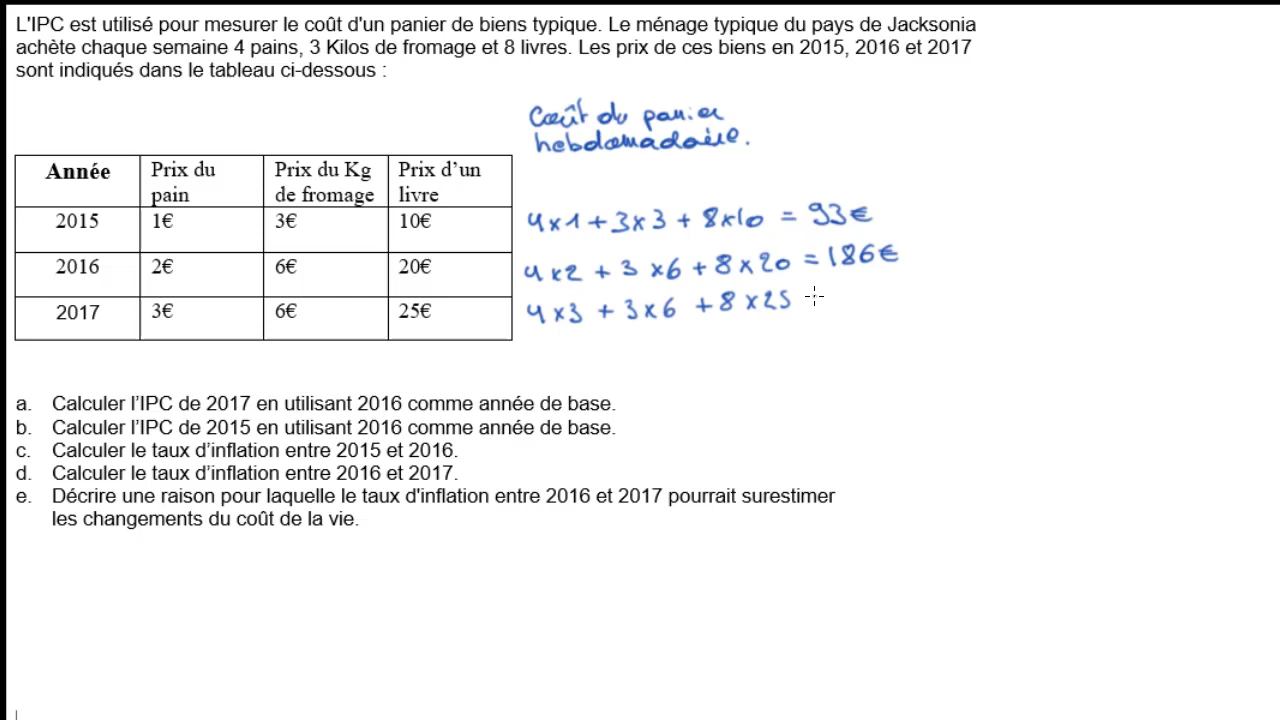 L'IPC est utilisé pour mesurer le coût d'un panier de biens typique. Le ménage typique du pays de Jacksonia
achète chaque semaine 4 pains, 3 Kilos de fromage et 8 livres. Les prix de ces biens en 2015, 2016 et 2017
sont indiqués dans le tableau ci-dessous :
Coût du panier
hebdomadaire.
Année Prix du pain Prix du Kg de fromage Prix d'un livre
2015 1€ 3€ 10€ 4x1 + 3x3 + 8x10 = 93€
2016 2€ 6€ 20€ 4x2 + 3x6 + 8x20 = 186€
2017 3€ 6€ 25€ 4x3 + 3x6 + 8x25
a. Calculer l'IPC de 2017 en utilisant 2016 comme année de base.
b. Calculer l'IPC de 2015 en utilisant 2016 comme année de base.
c. Calculer le taux d'inflation entre 2015 et 2016.
d. Calculer le taux d'inflation entre 2016 et 2017.
e. Décrire une raison pour laquelle le taux d'inflation entre 2016 et 2017 pourrait surestimer
les changements du coût de la vie.